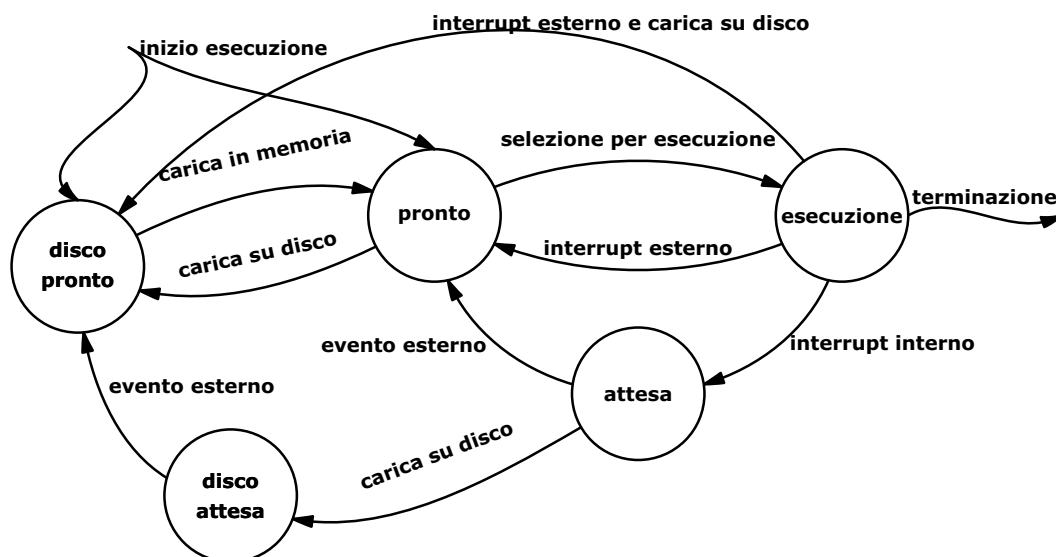 interrupt esterno e carica su disco
inizio esecuzione
carica in memoria
selezione per esecuzione
terminazione
pronto
esecuzione
disco
pronto
carica su disco
interrupt esterno
evento esterno
interrupt interno
evento esterno
attesa
carica su disco
disco
attesa